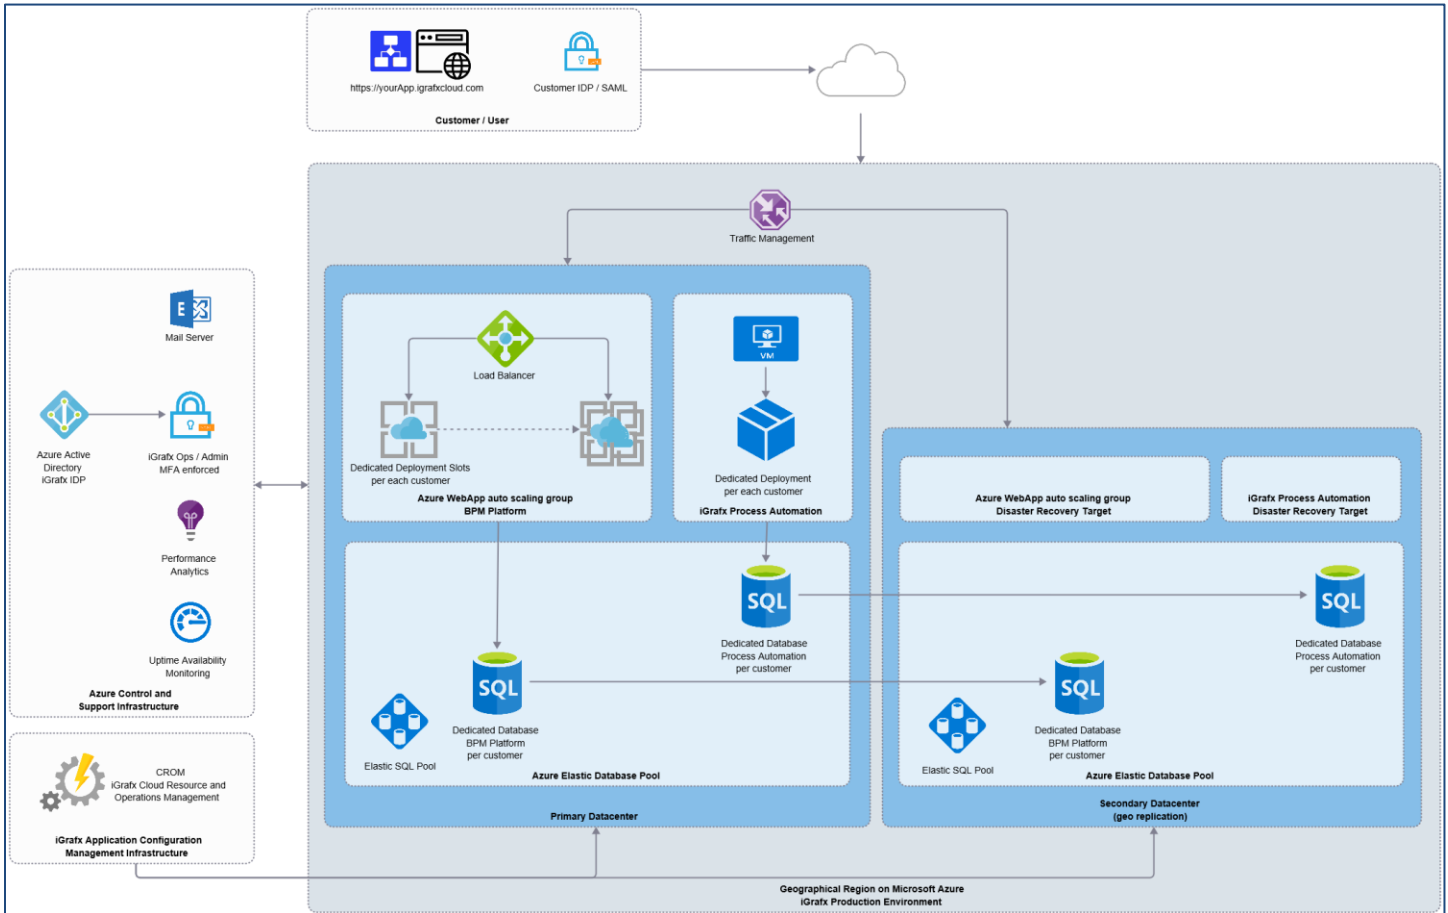 https://yourApp.igrafxcloud.com
Customer IDP / SAML
Customer / User
Traffic Management
Mail Server
Azure Active
Directory
iGrafx IDP
iGrafx Ops / Admin
MFA enforced
Performance
Analytics
Uptime Availability
Monitoring
Azure Control and
Support Infrastructure
CROM
iGrafx Cloud Resource and
Operations Management
iGrafx Application Configuration
Management Infrastructure
Load Balancer
Dedicated Deployment Slots
per each customer
Azure WebApp auto scaling group
BPM Platform
VM
Dedicated Deployment
per each customer
iGrafx Process Automation
SQL
Dedicated Database
Process Automation
per customer
SQL
Dedicated Database
BPM Platform
per customer
Elastic SQL Pool
Azure Elastic Database Pool
Primary Datacenter
Azure WebApp auto scaling group
Disaster Recovery Target
iGrafx Process Automation
Disaster Recovery Target
SQL
Dedicated Database
Process Automation
per customer
SQL
Dedicated Database
BPM Platform
per customer
Elastic SQL Pool
Azure Elastic Database Pool
Secondary Datacenter
(geo replication)
Geographical Region on Microsoft Azure
iGrafx Production Environment